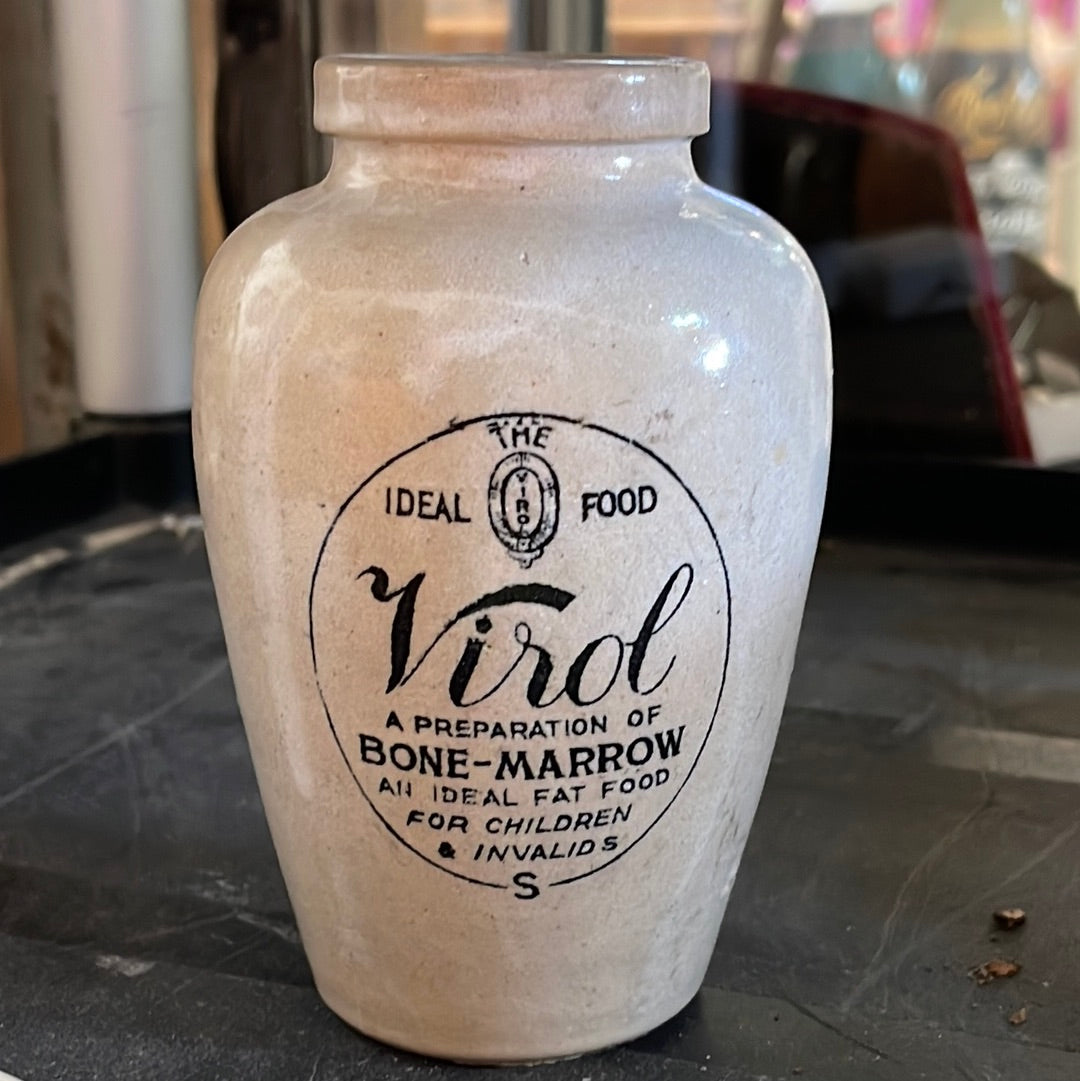 THE
IDEAL FOOD
VIROL
Virol
A PREPARATION OF
BONE-MARROW
AN IDEAL FAT FOOD
FOR CHILDREN
& INVALIDS
S